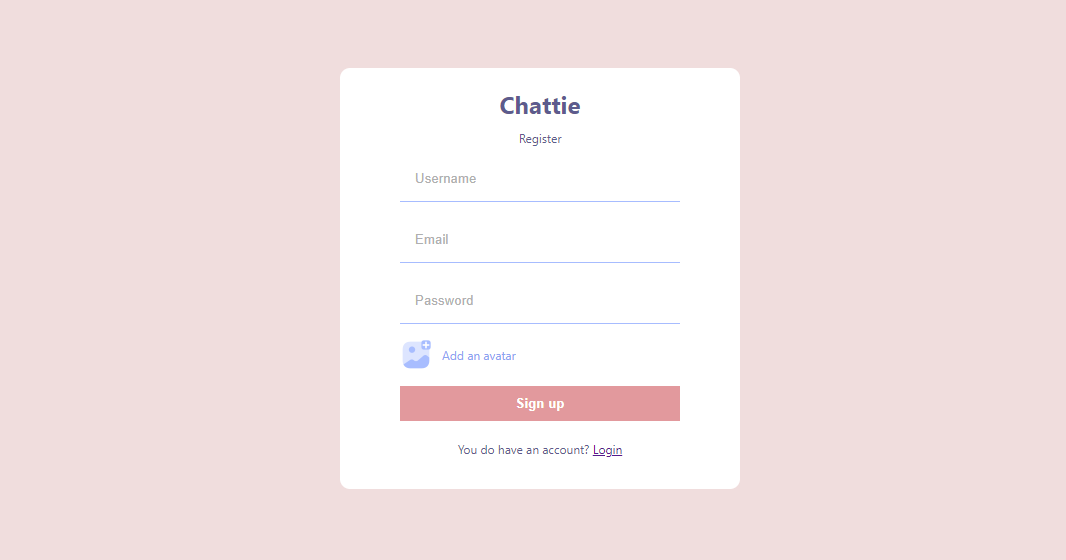 Chattie
Register
Username
Email
Password
Add an avatar
Sign up
You do have an account? Login